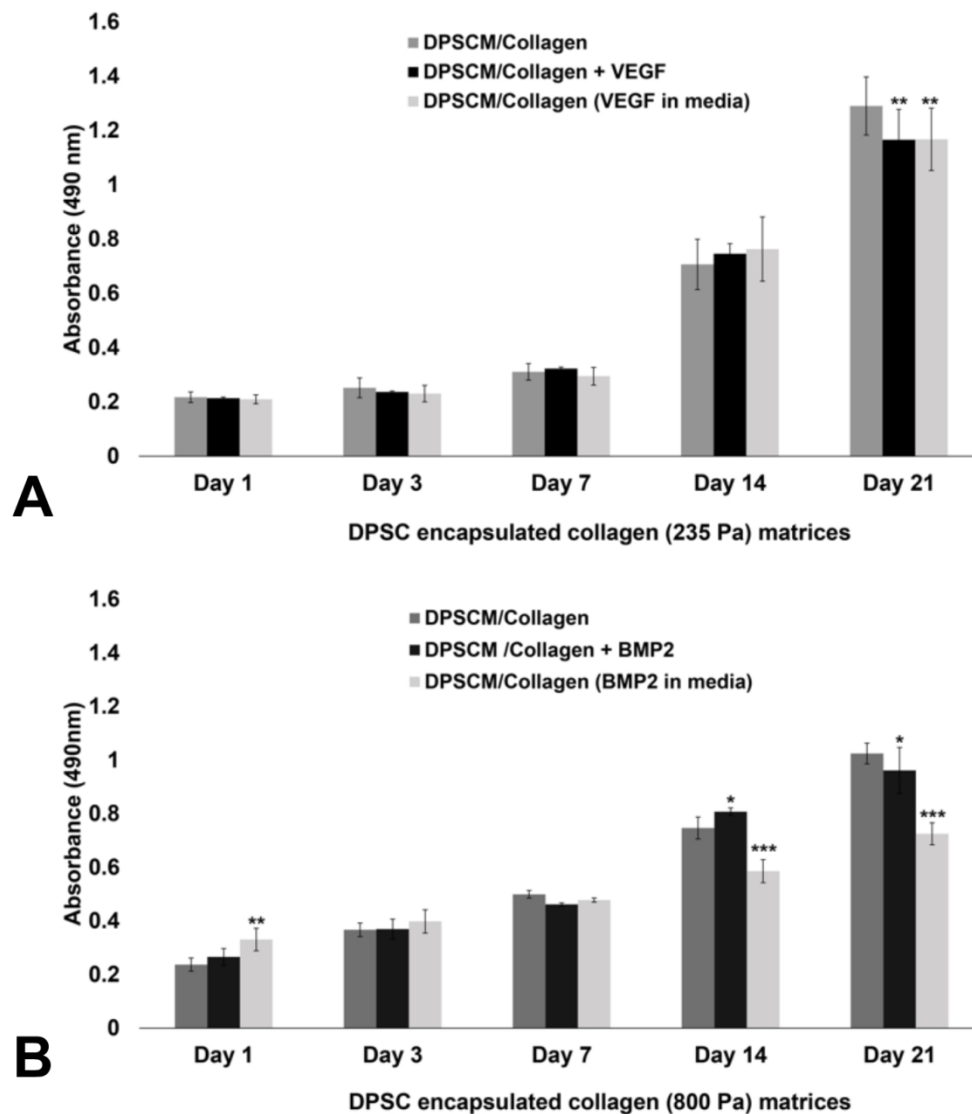 1.6
1.4
1.2
1
0.8
0.6
0.4
0.2
0
Absorbance (490 nm)
DPSCM/Collagen
DPSCM/Collagen + VEGF
DPSCM/Collagen (VEGF in media)
** **
Day 1 Day 3 Day 7 Day 14 Day 21
A
DPSC encapsulated collagen (235 Pa) matrices
1.6
1.4
1.2
1
0.8
0.6
0.4
0.2
0
Absorbance (490nm)
DPSCM/Collagen
DPSCM /Collagen + BMP2
DPSCM/Collagen (BMP2 in media)
**
*
***
*
***
Day 1 Day 3 Day 7 Day 14 Day 21
B
DPSC encapsulated collagen (800 Pa) matrices